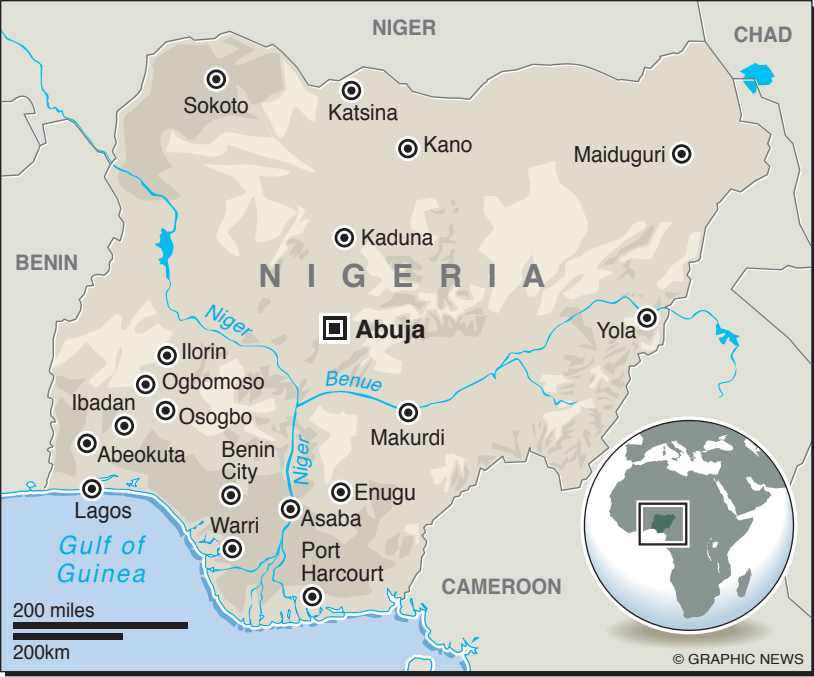 NIGER
CHAD
Sokoto
Katsina
Kano
Maiduguri
Kaduna
BENIN
NIGERIA
Niger
Abuja
Yola
Ilorin
Ogbomoso
Benue
Ibadan
Osogbo
Makurdi
Abeokuta
Benin
City
Niger
Enugu
Lagos
Asaba
Warri
Gulf of
Guinea
Port
Harcourt
CAMEROON
200 miles
200km
© GRAPHIC NEWS